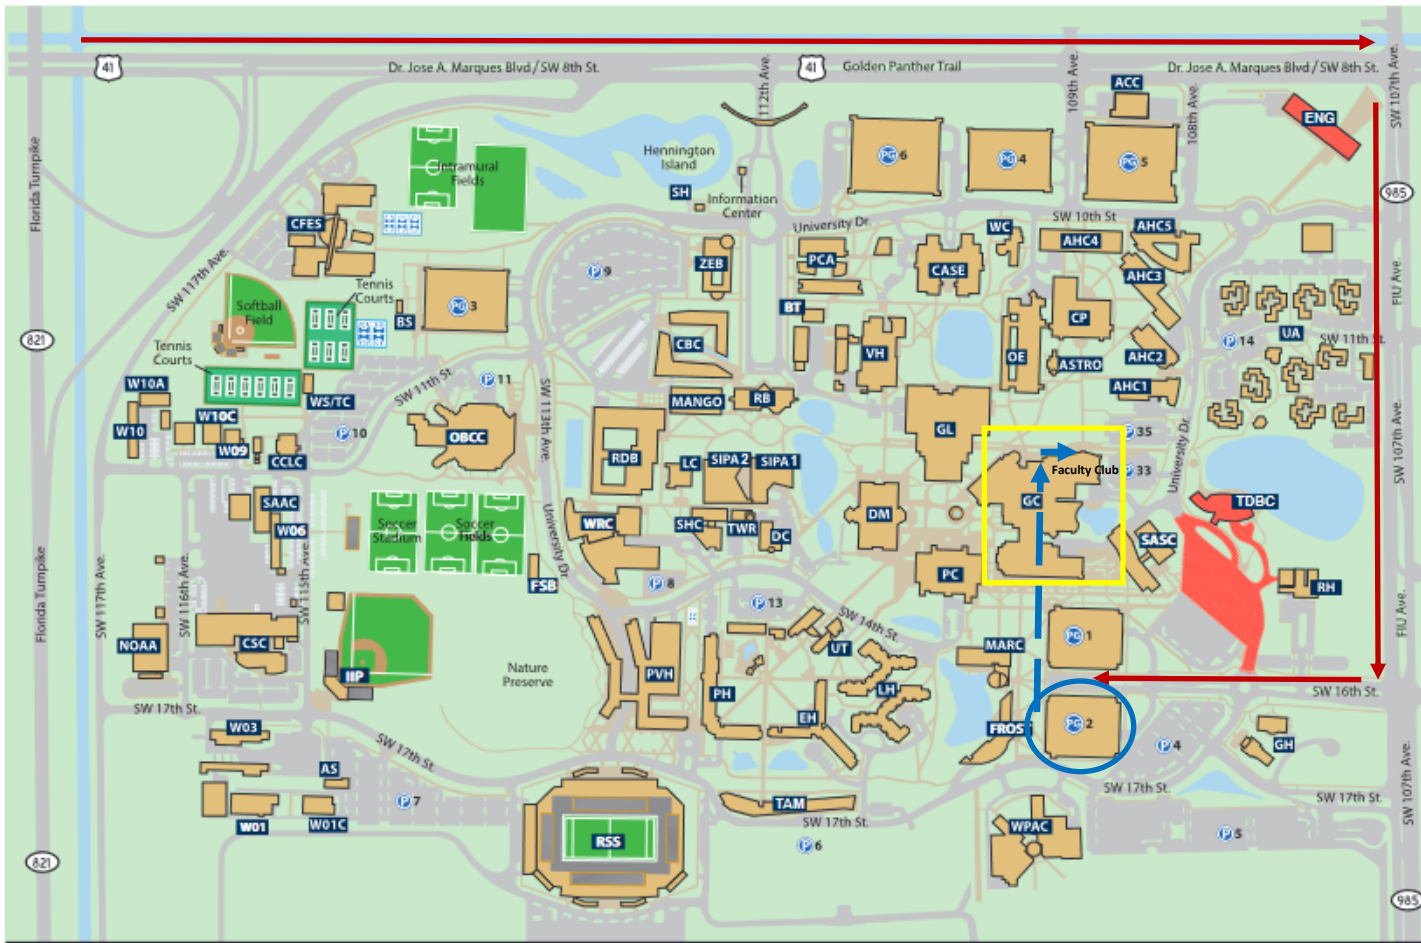 41
Dr. Jose A. Marques Blvd/SW 8th St.
112th Ave.
41
Golden Panther Trail
109th Ave.
ACC
Dr. Jose A. Marques Blvd/SW 8th St.
SW 107th Ave.
108th Ave.
ENG
Florida Turnpike
Hennington
Island
Intramural
Fields
SH
Information
Center
PG 6
PG 4
PG 5
985
CFES
University Dr.
WC
SW 10th St
AHC4
AHC5
SW 117th Ave.
P 9
ZEB
PCA
CASE
AHC3
FIU Ave.
Tennis
Courts
Softball
Field
BS
PG 3
BT
CP
UA
SW 11th St.
821
Tennis
Courts
CBC
VH
OE
ASTRO
AHC2
P 14
W10A
SW 11th St.
P 11
SW 113th Ave.
MANGO
RB
AHC1
WS/TC
W10C
W10
W09
P 10
OBCC
GL
P 35
University Dr.
SW 107th Ave.
CCLC
RDB
LC
SIPA2
SIPA1
Faculty Club
P 33
SAAC
GC
TDBC
W06
Soccer
Stadium
Soccer
Fields
WRC
SHC
TWR
DC
DM
SASC
Florida Turnpike
SW 117th Ave.
SW 116th Ave.
SW 115th Ave.
University Dr.
FSB
P 8
PC
RH
P 13
SW 14th St.
FIU Ave.
NOAA
CSC
UT
MARC
PG 1
IIP
Nature
Preserve
PVH
PH
LH
SW 16th St.
SW 17th St.
EH
FROST
PG 2
W03
SW 17th St.
P 4
GH
AS
P 7
SW 17th St.
SW 17th St.
SW 107th Ave.
W01
W01C
TAM
SW 17th St.
WPAC
P 5
RSS
P 6
821
985